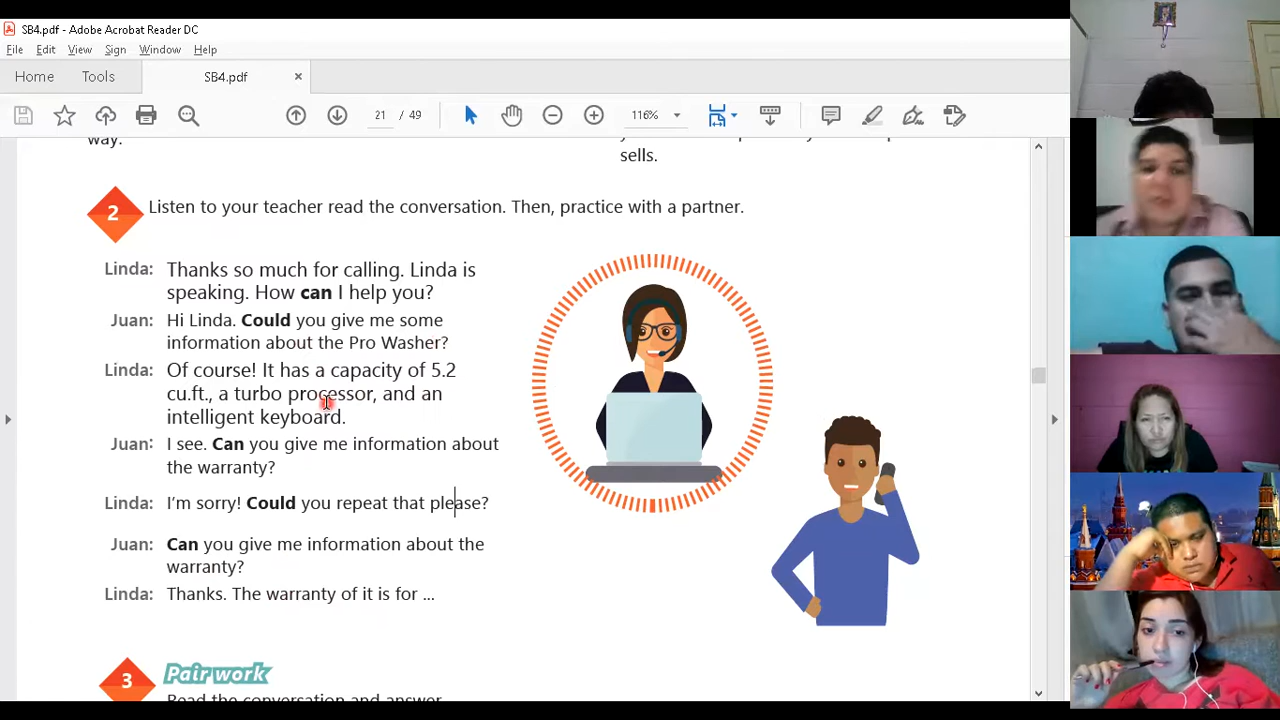 SB4.pdf - Adobe Acrobat Reader DC
File Edit View Sign Window Help
Home Tools SB4.pdf ×
21 / 49 116%
way.
sells.
2 Listen to your teacher read the conversation. Then, practice with a partner.
Linda: Thanks so much for calling. Linda is
speaking. How can I help you?
Juan: Hi Linda. Could you give me some
information about the Pro Washer?
Linda: Of course! It has a capacity of 5.2
cu.ft., a turbo processor, and an
intelligent keyboard.
Juan: I see. Can you give me information about
the warranty?
Linda: I'm sorry! Could you repeat that please?
Juan: Can you give me information about the
warranty?
Linda: Thanks. The warranty of it is for ...
3 Pair work
Read the conversation and answer